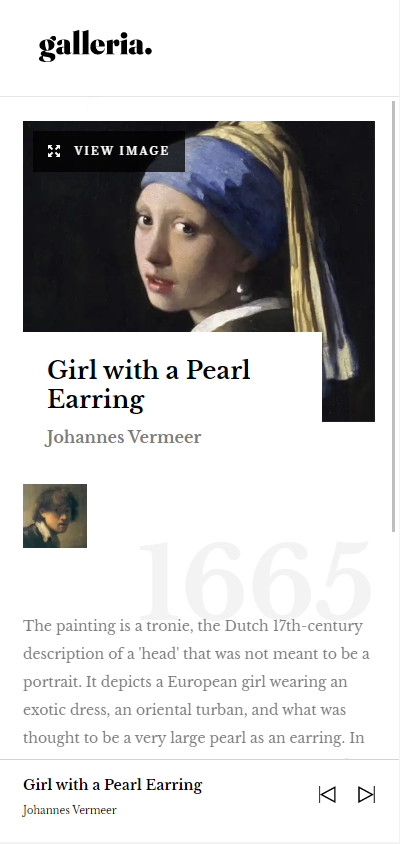 galleria.
VIEW IMAGE
Girl with a Pearl
Earring
Johannes Vermeer
1665
The painting is a tronie, the Dutch 17th-century
description of a 'head' that was not meant to be a
portrait. It depicts a European girl wearing an
exotic dress, an oriental turban, and what was
thought to be a very large pearl as an earring. In
Girl with a Pearl Earring
Johannes Vermeer